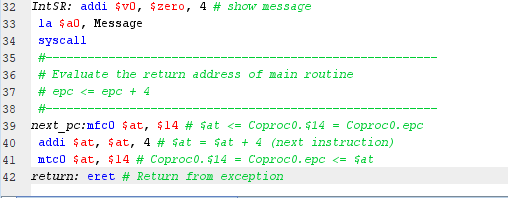 32 IntSR: addi $v0, $zero, 4 # show message
33 la $a0, Message
34 syscall
35 #-------------------------------------------------------
36 # Evaluate the return address of main routine
37 # epc <= epc + 4
38 #-------------------------------------------------------
39 next_pc:mfc0 $at, $14 # $at <= Coproc0.$14 = Coproc0.epc
40 addi $at, $at, 4 # $at = $at + 4 (next instruction)
41 mtc0 $at, $14 # Coproc0.$14 = Coproc0.epc <= $at
42 return: eret # Return from exception